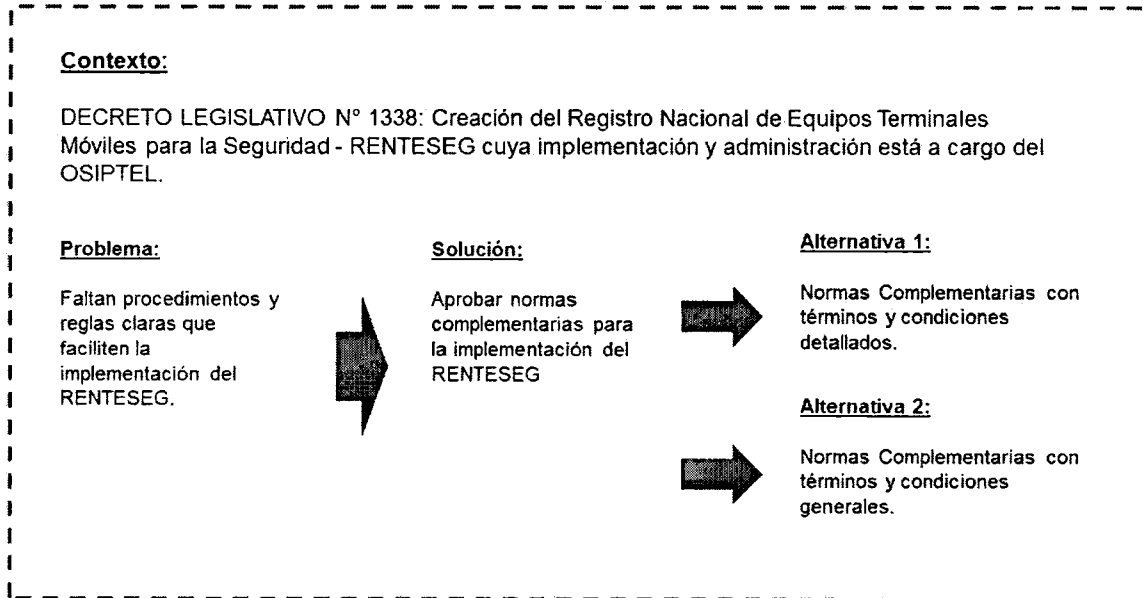 Contexto:
DECRETO LEGISLATIVO N° 1338: Creación del Registro Nacional de Equipos Terminales
Móviles para la Seguridad - RENTESEG cuya implementación y administración está a cargo del
OSIPTEL.
Problema:
Faltan procedimientos y
reglas claras que
faciliten la
implementación del
RENTESEG.
Solución:
Aprobar normas
complementarias para
la implementación del
RENTESEG
Alternativa 1:
Normas Complementarias con
términos y condiciones
detallados.
Alternativa 2:
Normas Complementarias con
términos y condiciones
generales.